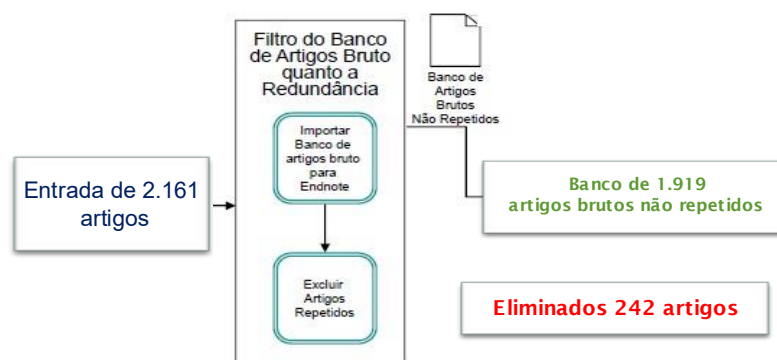 Entrada de 2.161
artigos
Filtro do Banco
de Artigos Bruto
quanto a
Redundância
Importar
Banco de
artigos bruto
para
Endnote
Excluir
Artigos
Repetidos
Banco de
Artigos
Brutos
Não Repetidos
Banco de 1.919
artigos brutos não repetidos
Eliminados 242 artigos